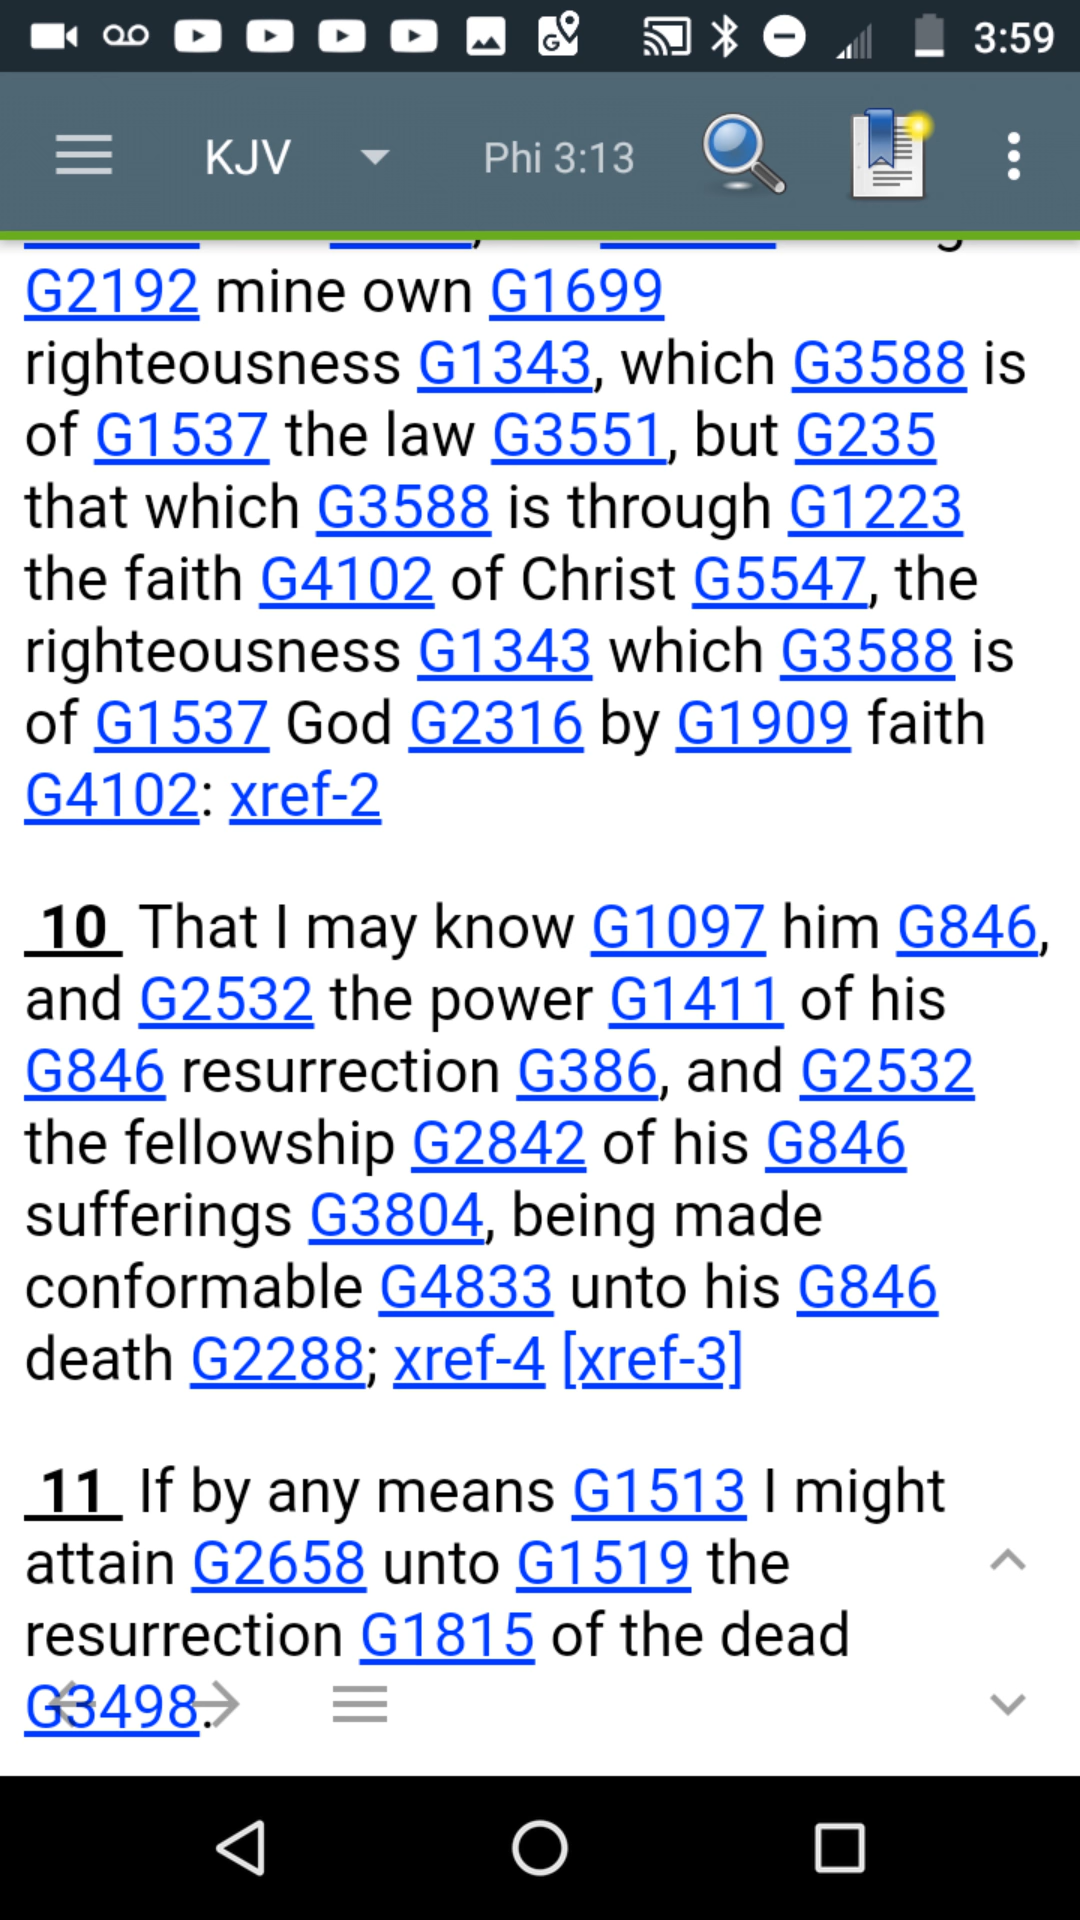 3:59
KJV Phi 3:13
G2192 mine own G1699
righteousness G1343, which G3588 is
of G1537 the law G3551, but G235
that which G3588 is through G1223
the faith G4102 of Christ G5547, the
righteousness G1343 which G3588 is
of G1537 God G2316 by G1909 faith
G4102: xref-2
10 That I may know G1097 him G846,
and G2532 the power G1411 of his
G846 resurrection G386, and G2532
the fellowship G2842 of his G846
sufferings G3804, being made
conformable G4833 unto his G846
death G2288; xref-4 [xref-3]
11 If by any means G1513 I might
attain G2658 unto G1519 the
resurrection G1815 of the dead
G3498.